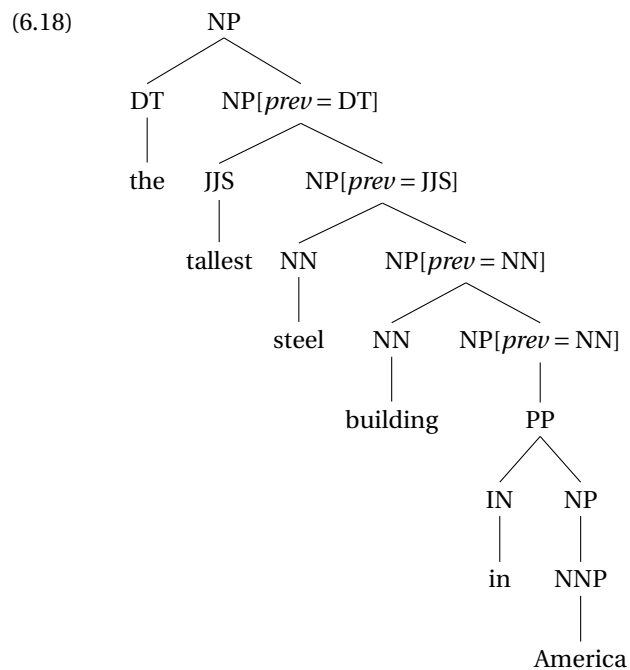 (6.18) NP
DT NP[prev = DT]
the JJS NP[prev = JJS]
tallest NN NP[prev = NN]
steel NN NP[prev = NN]
building PP
IN NP
in NNP
America